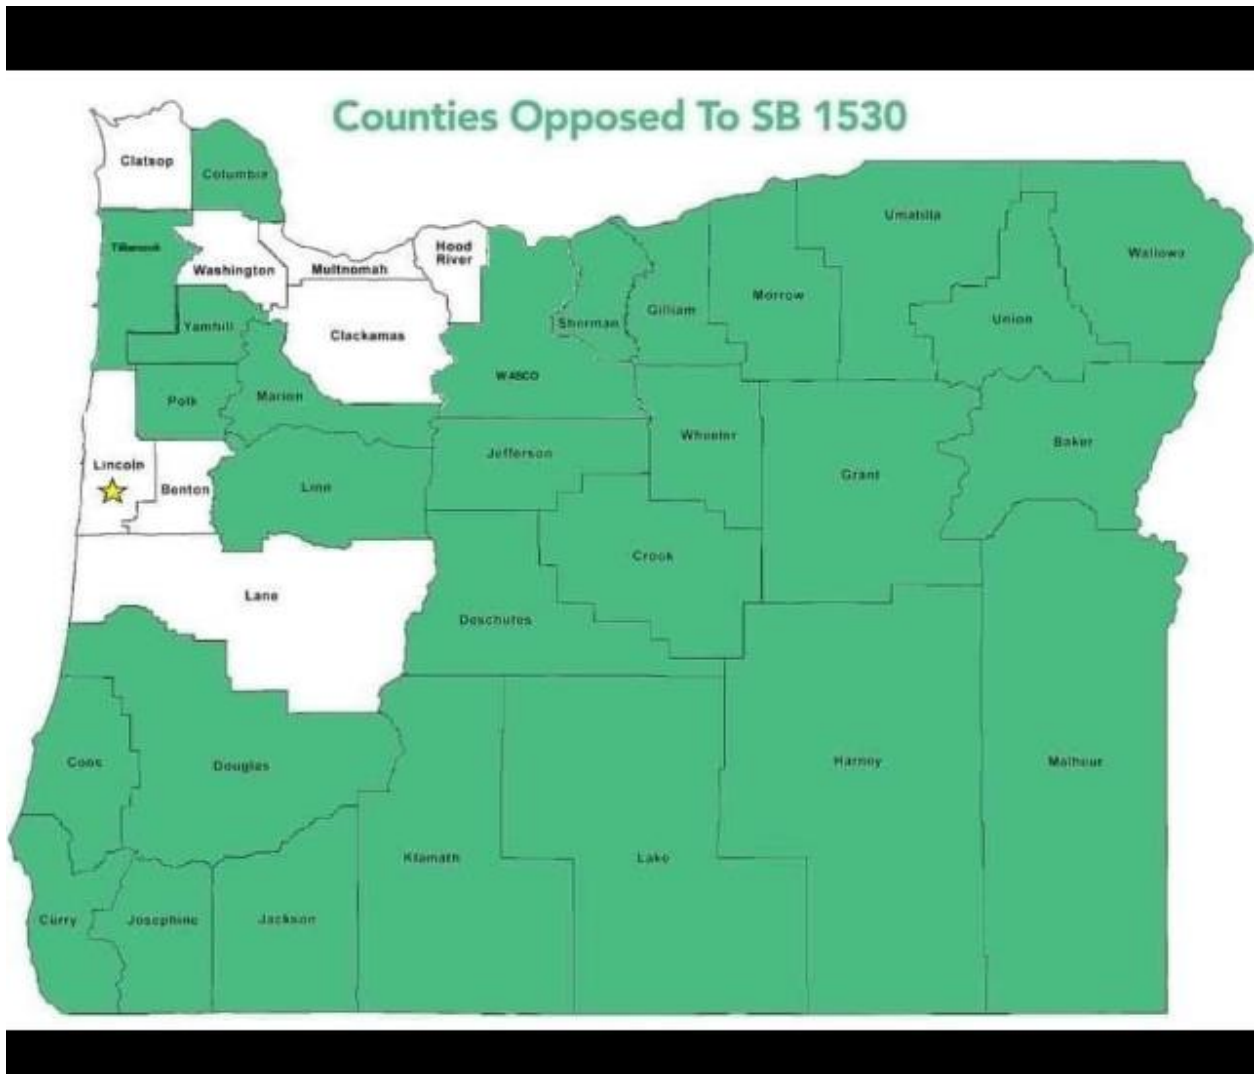 Counties Opposed To SB 1530
Clatsop
Columbia
Tillamook
Washington
Multnomah
Hood
River
Clackamas
Yamhill
Polk
Marion
Lincoln
Benton
Linn
Lane
Wasco
Sherman
Gilliam
Morrow
Umatilla
Union
Wallowa
Wheeler
Jefferson
Grant
Baker
Crook
Deschutes
Coos
Douglas
Klamath
Lake
Harney
Malheur
Curry
Josephine
Jackson